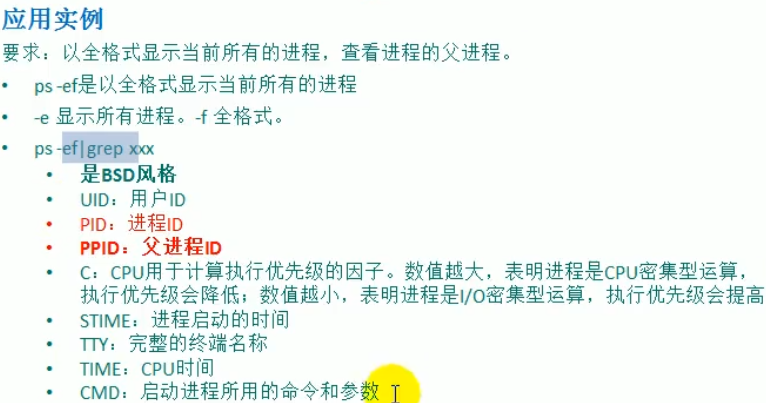 应用实例
要求：以全格式显示当前所有的进程，查看进程的父进程。
• ps -ef是以全格式显示当前所有的进程
• -e 显示所有进程。-f 全格式。
• ps -ef|grep xxx
• 是BSD风格
• UID：用户ID
• PID：进程ID
• PPID：父进程ID
• C：CPU用于计算执行优先级的因子。数值越大，表明进程是CPU密集型运算，
执行优先级会降低；数值越小，表明进程是I/O密集型运算，执行优先级会提高
• STIME：进程启动的时间
• TTY：完整的终端名称
• TIME：CPU时间
• CMD：启动进程所用的命令和参数